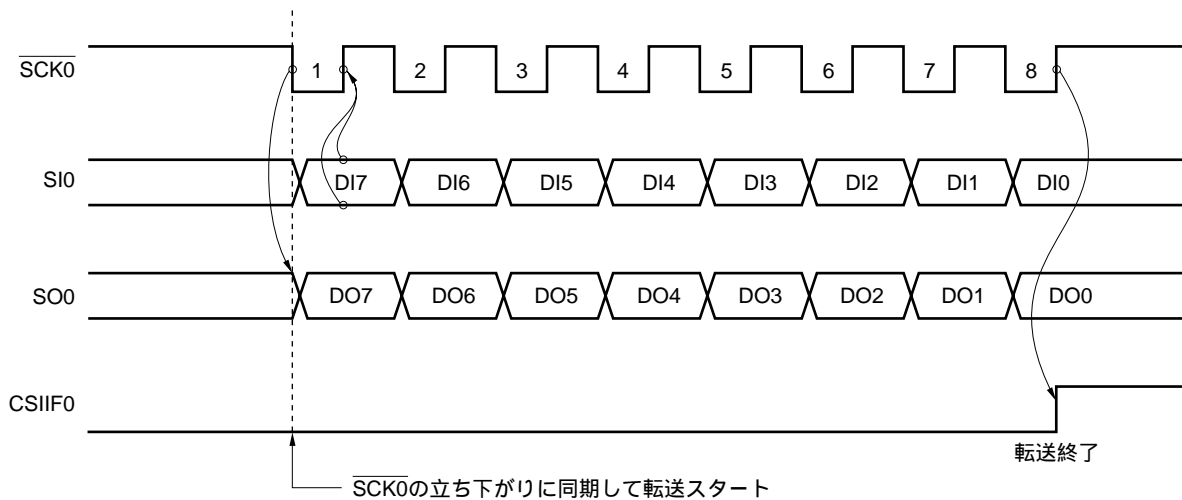 SCK0 1 2 3 4 5 6 7 8
SI0 DI7 DI6 DI5 DI4 DI3 DI2 DI1 DI0
SO0 DO7 DO6 DO5 DO4 DO3 DO2 DO1 DO0
CSIIF0
転送終了
SCK0の立ち下がりに同期して転送スタート